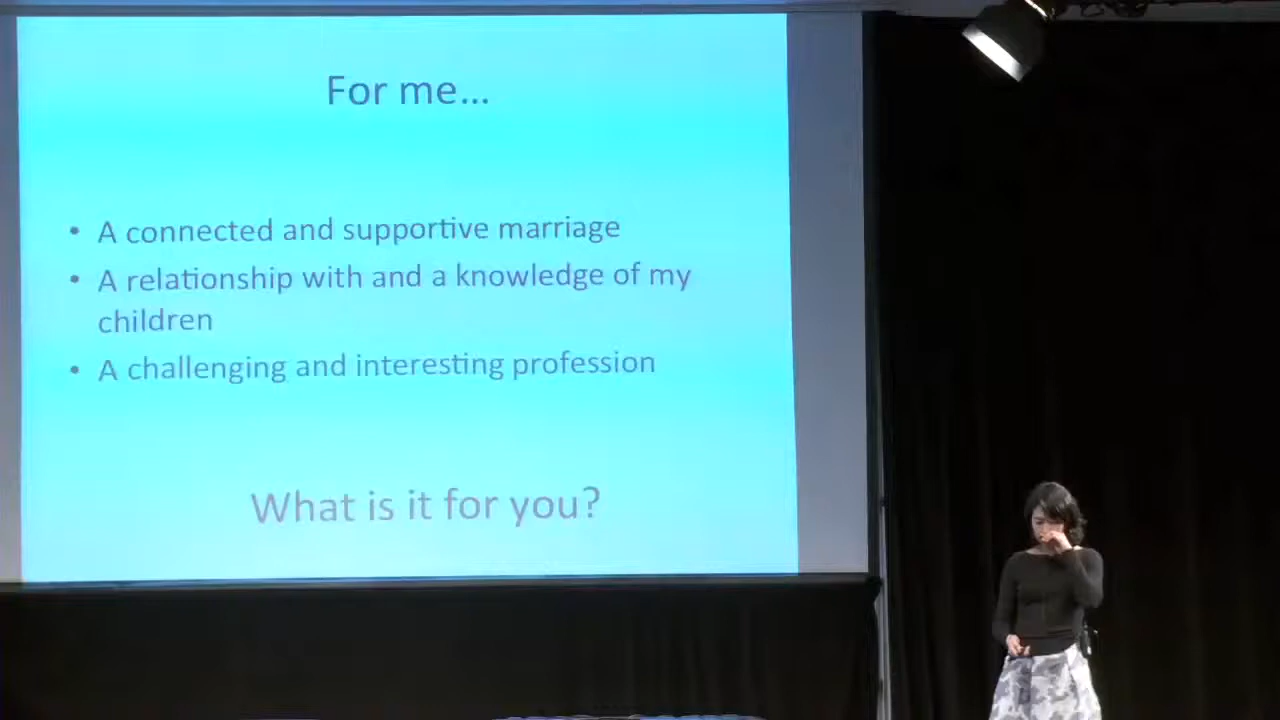 For me...
• A connected and supportive marriage
• A relationship with and a knowledge of my
children
• A challenging and interesting profession
What is it for you?